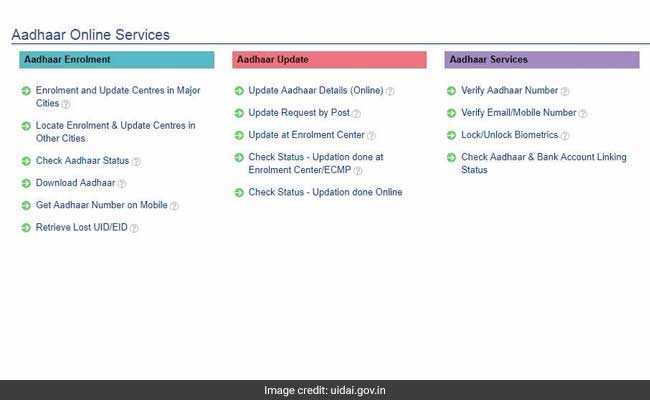 Aadhaar Online Services
Aadhaar Enrolment
Enrolment and Update Centres in Major
Cities ?
Locate Enrolment & Update Centres in
Other Cities
Check Aadhaar Status ?
Download Aadhaar ?
Get Aadhaar Number on Mobile ?
Retrieve Lost UID/EID ?
Aadhaar Update
Update Aadhaar Details (Online) ?
Update Request by Post ?
Update at Enrolment Center ?
Check Status - Updation done at
Enrolment Center/ECMP ?
Check Status - Updation done Online
Aadhaar Services
Verify Aadhaar Number ?
Verify Email/Mobile Number ?
Lock/Unlock Biometrics ?
Check Aadhaar & Bank Account Linking
Status
Image credit: uidai.gov.in